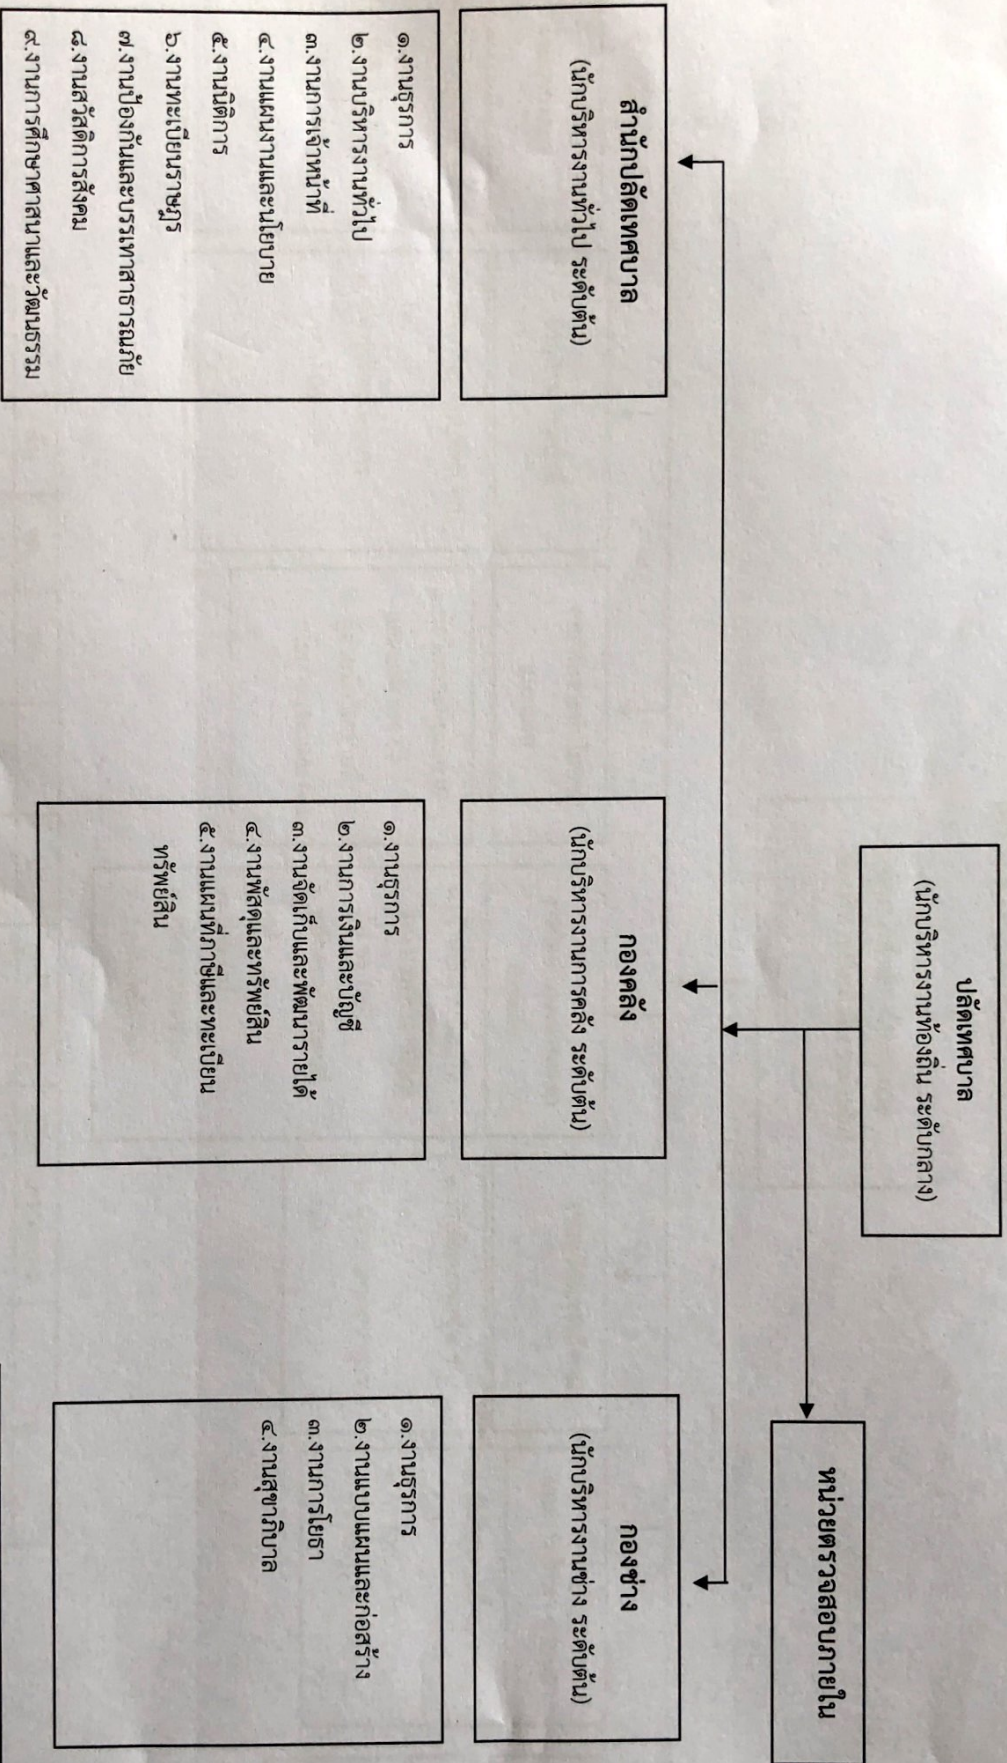 ปลัดเทศบาล
(นักบริหารงานท้องถิ่น ระดับกลาง)
หน่วยตรวจสอบภายใน
สำนักปลัดเทศบาล
(นักบริหารงานทั่วไป ระดับต้น)
๑.งานธุรการ
๒.งานบริหารงานทั่วไป
๓.งานการเจ้าหน้าที่
๔.งานแผนงานและนโยบาย
๕.งานนิติการ
๖.งานทะเบียนราษฎร
๗.งานป้องกันและบรรเทาสาธารณภัย
๘.งานสวัสดิการสังคม
๙.งานการศึกษาศาสนาและวัฒนธรรม
กองคลัง
(นักบริหารงานการคลัง ระดับต้น)
๑.งานธุรการ
๒.งานการเงินและบัญชี
๓.งานจัดเก็บและพัฒนารายได้
๔.งานพัสดุและทรัพย์สิน
๕.งานแผนที่ภาษีและทะเบียน
ทรัพย์สิน
กองช่าง
(นักบริหารงานช่าง ระดับต้น)
๑.งานธุรการ
๒.งานแบบแผนและก่อสร้าง
๓.งานการโยธา
๔.งานสุขาภิบาล